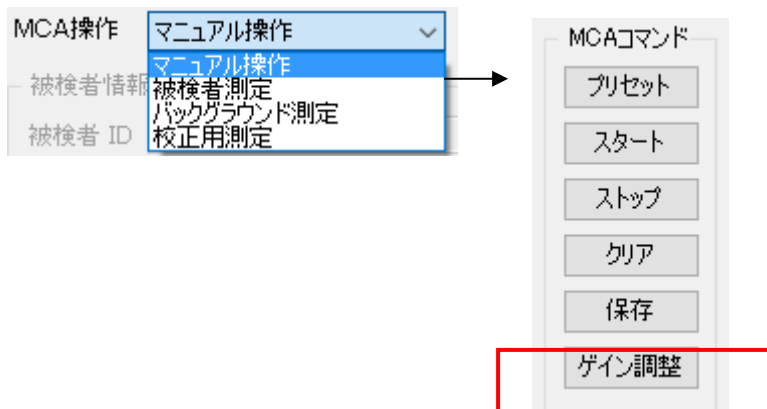 MCA操作
マニュアル操作
マニュアル操作
被検者測定
バックグラウンド測定
校正用測定
被検者情報
被検者 ID
MCAコマンド
プリセット
スタート
ストップ
クリア
保存
ゲイン調整